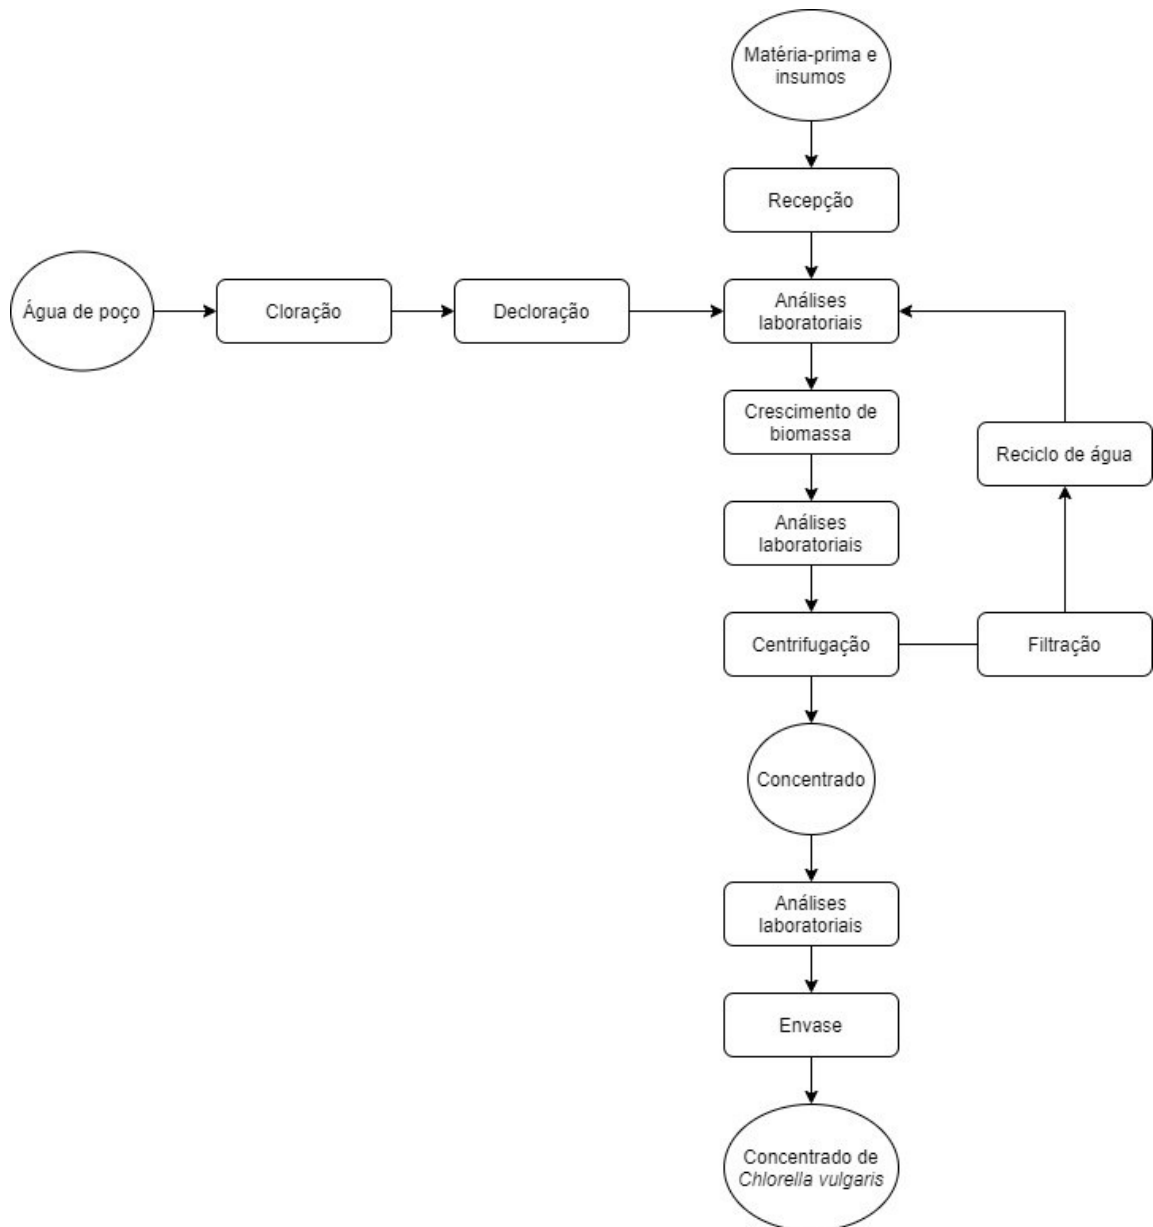 Matéria-prima e
insumos
Recepção
Água de poço
Cloração
Decloração
Análises
laboratoriais
Crescimento de
biomassa
Reciclo de água
Análises
laboratoriais
Centrifugação
Filtração
Concentrado
Análises
laboratoriais
Envase
Concentrado de
Chlorella vulgaris